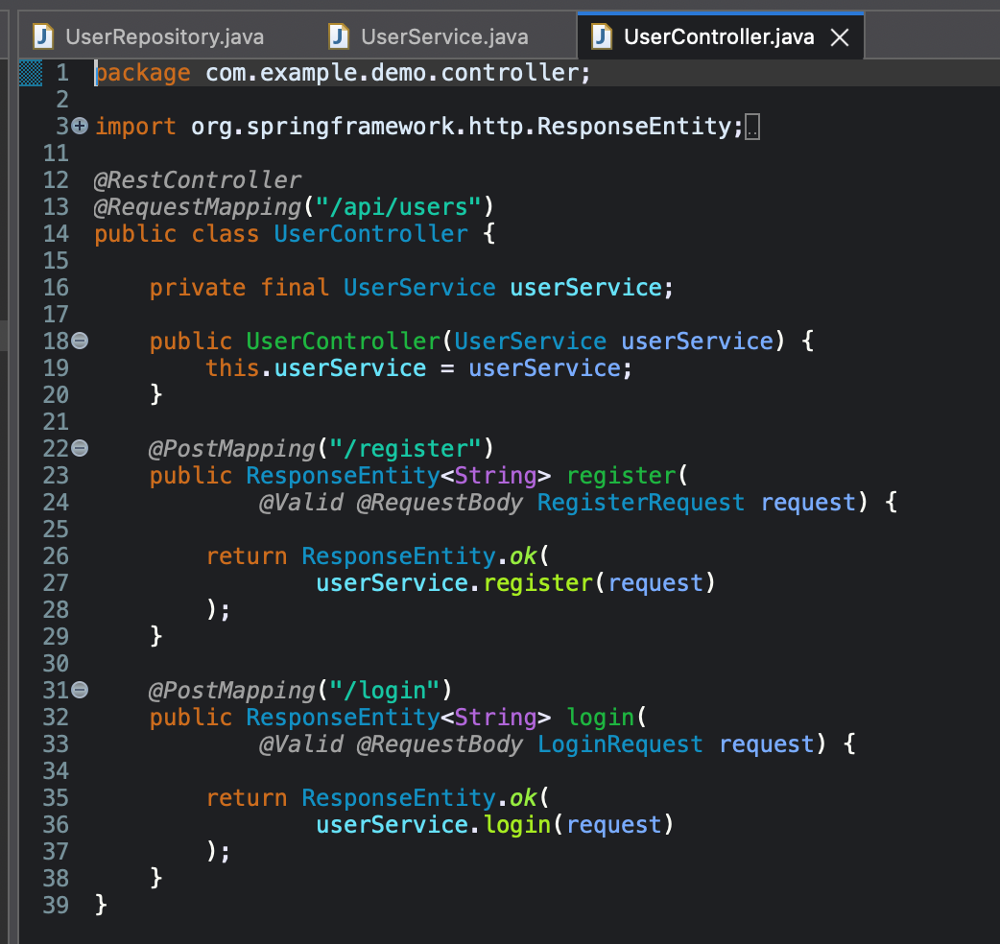 UserRepository.java UserService.java UserController.java
1 package com.example.demo.controller;
2
3 import org.springframework.http.ResponseEntity;..
11
12 @RestController
13 @RequestMapping("/api/users")
14 public class UserController {
15
16     private final UserService userService;
17
18     public UserController(UserService userService) {
19         this.userService = userService;
20     }
21
22     @PostMapping("/register")
23     public ResponseEntity<String> register(
24             @Valid @RequestBody RegisterRequest request) {
25
26         return ResponseEntity.ok(
27                 userService.register(request)
28         );
29     }
30
31     @PostMapping("/login")
32     public ResponseEntity<String> login(
33             @Valid @RequestBody LoginRequest request) {
34
35         return ResponseEntity.ok(
36                 userService.login(request)
37         );
38     }
39 }